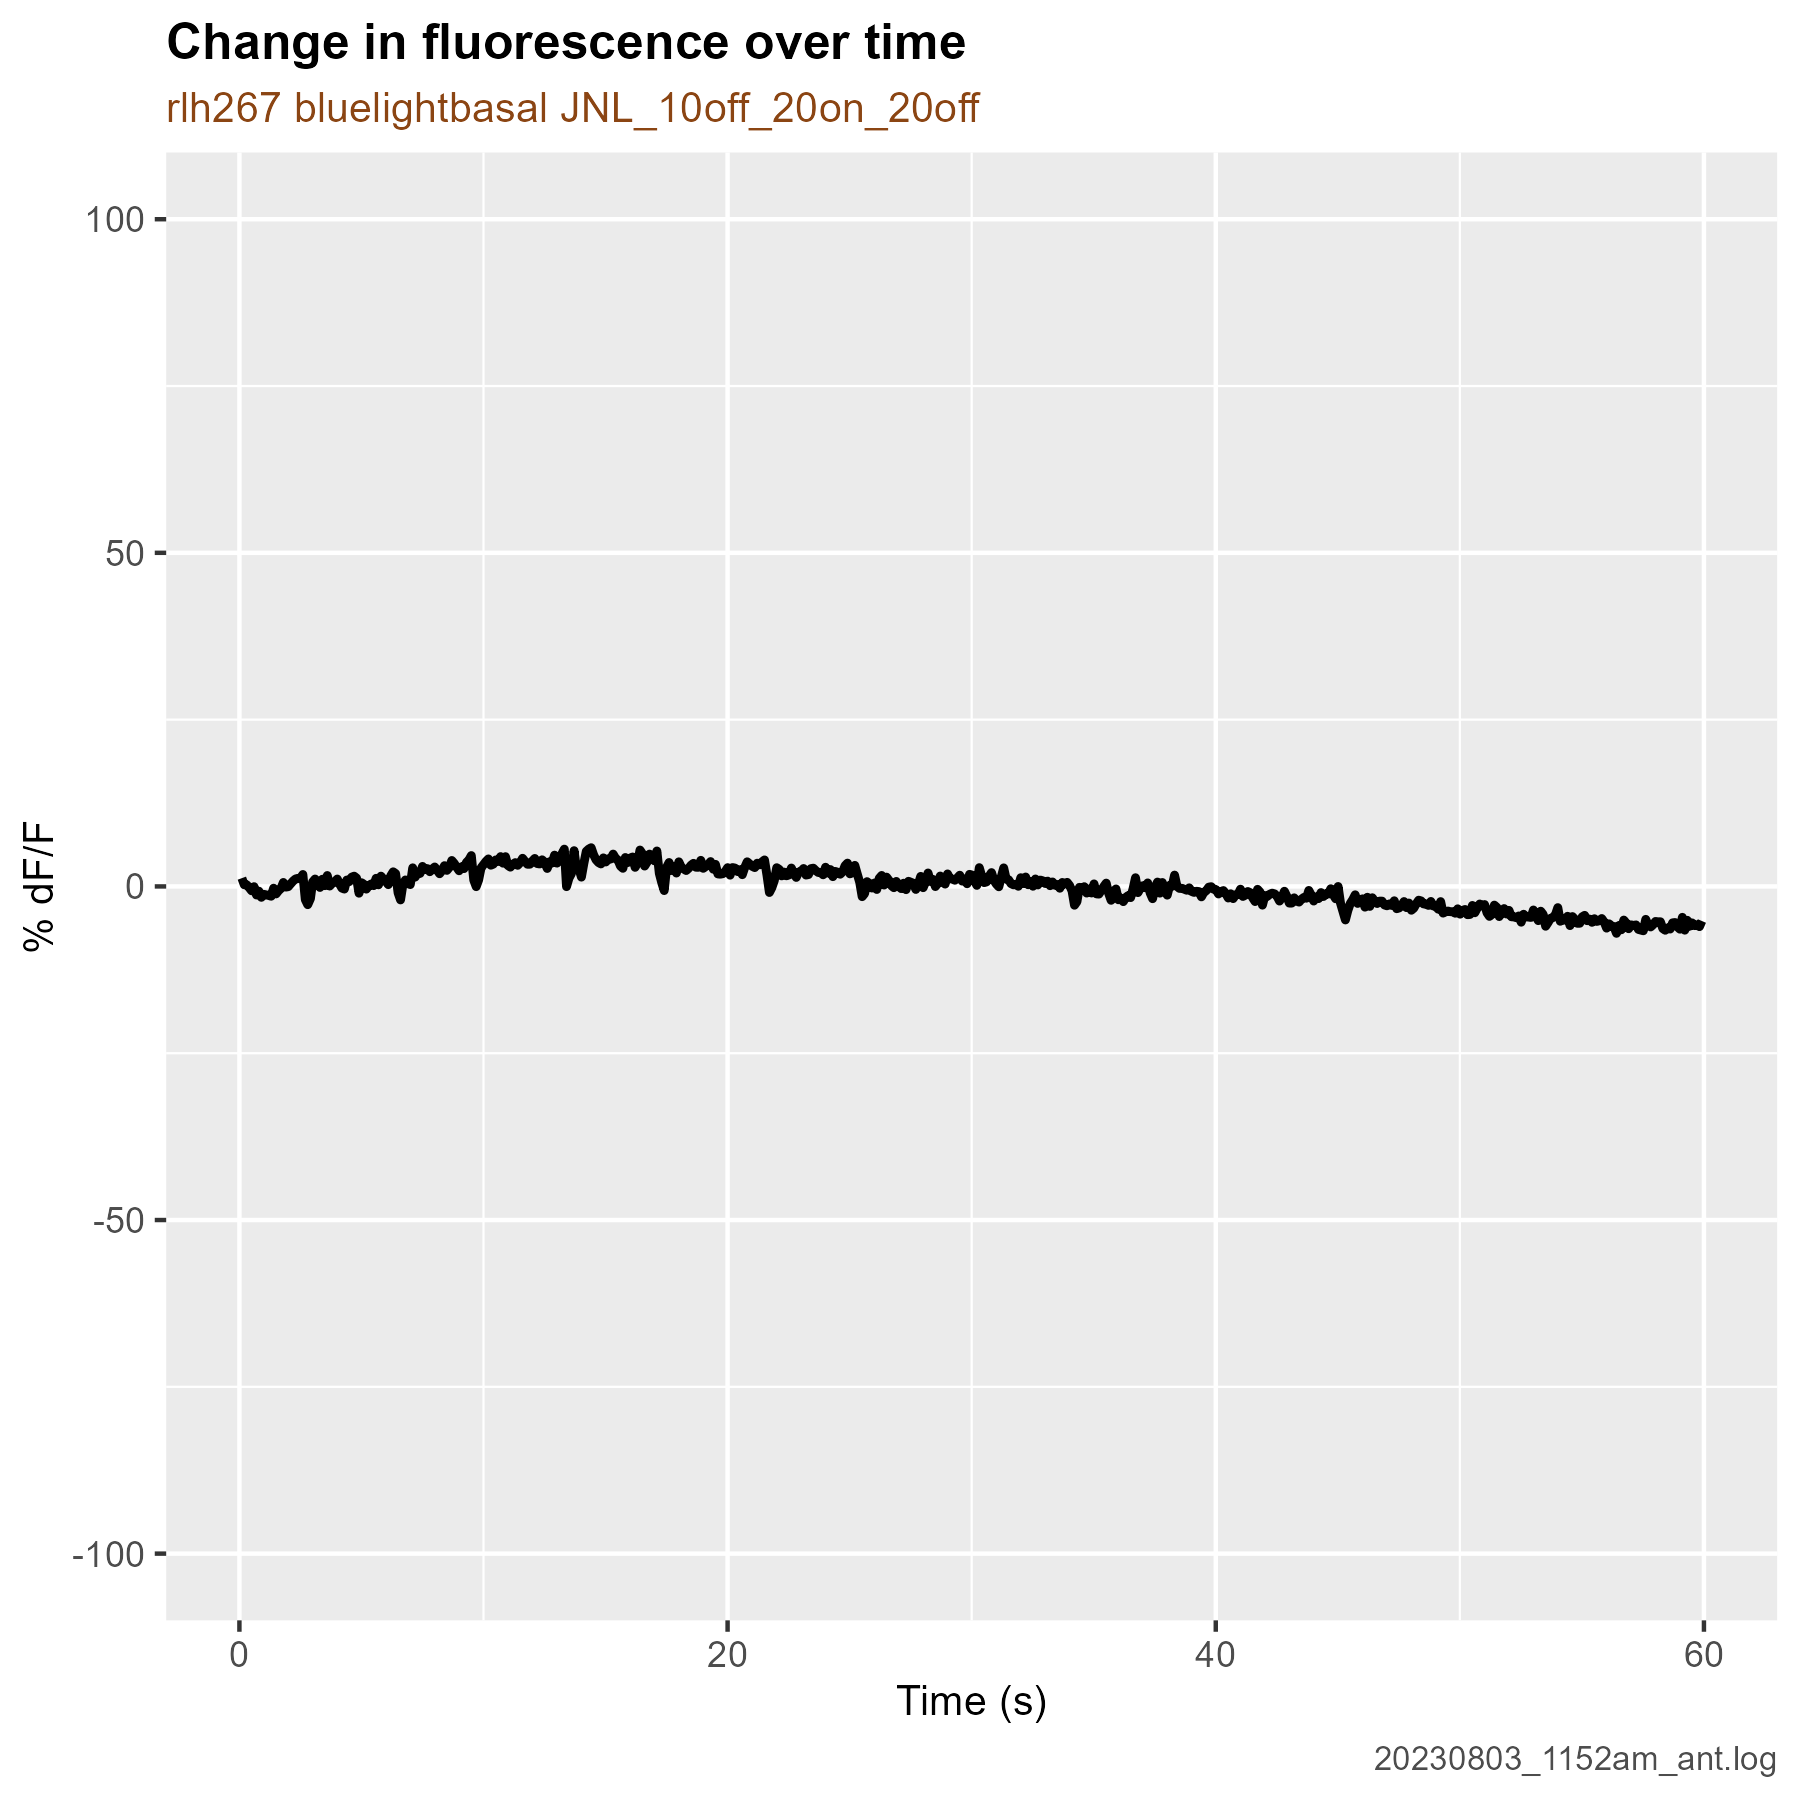 Change in fluorescence over time
rlh267 bluelightbasal JNL_10off_20on_20off
% dF/F
100
50
0
-50
-100
0 20 40 60
Time (s)
20230803_1152am_ant.log